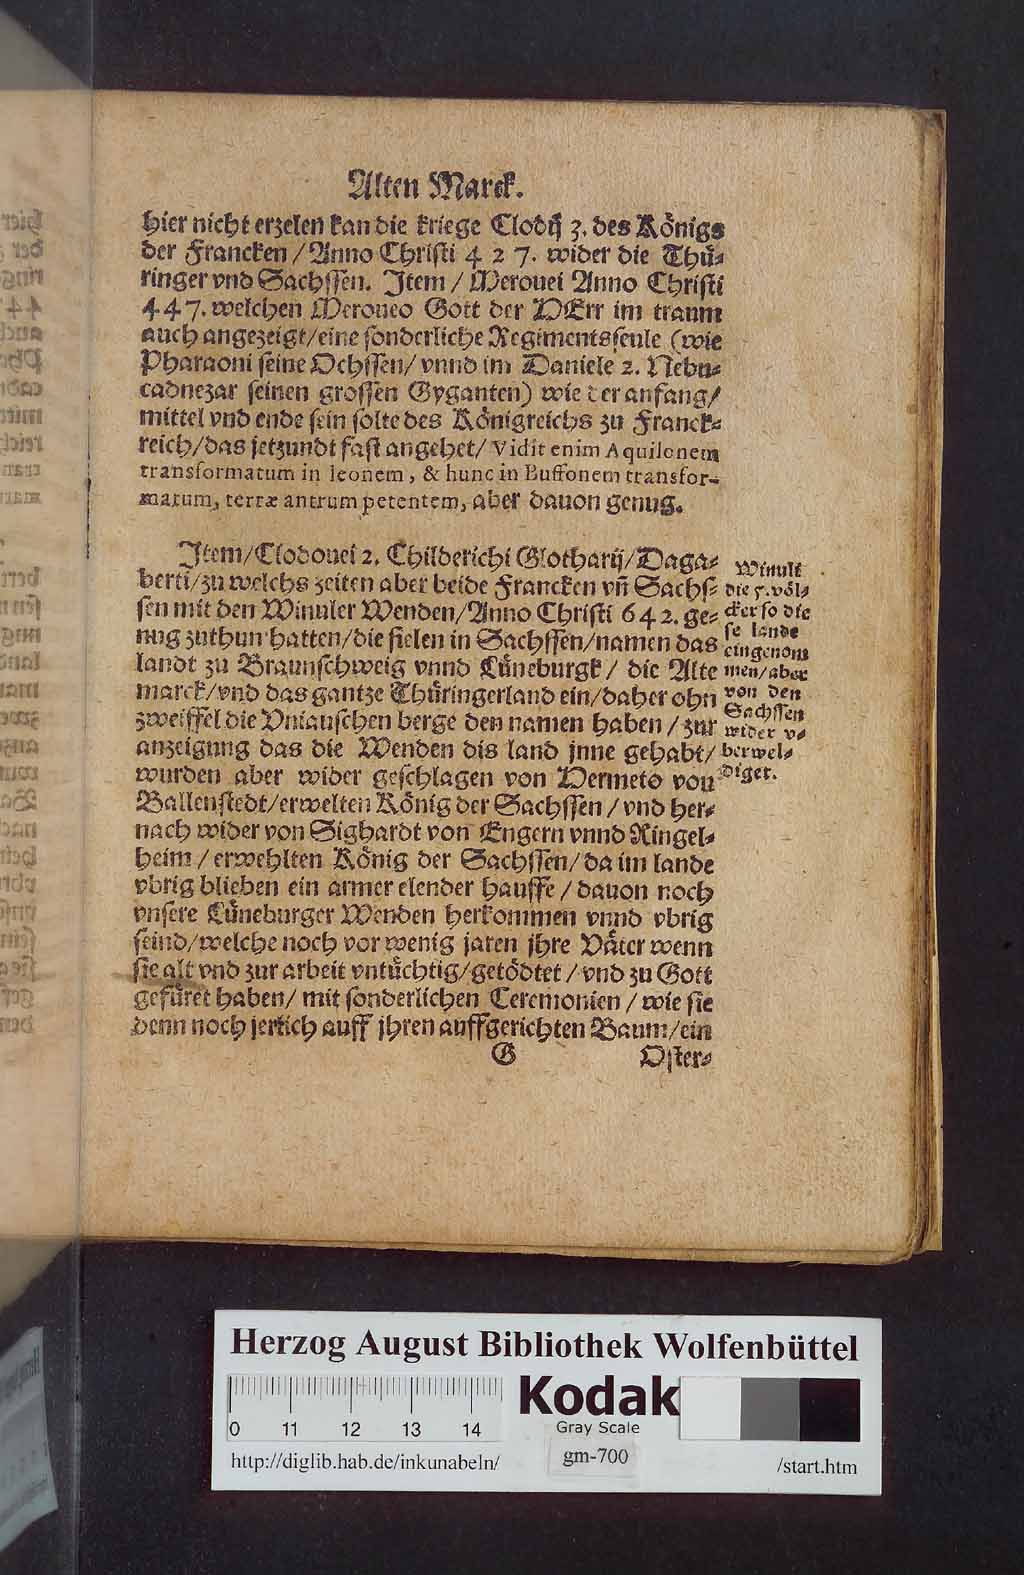 Alten Marck.
hier nicht erzelen kan die kriege Clodij 3. des Königs
der Francken / Anno Christi 4 2 7. wider die Thü⸗
ringer vnd Sachssen. Item / Merouei Anno Christi
447. welchen Meroueo Gott der HErr im traum
auch angezeigt/eine sonderliche Regimentsseule (wie
Pharaoni seine Ochssen/ vnnd im Daniele 2. Nebu⸗
cadnezar seinen grossen Gyganten) wie der anfang/
mittel vnd ende sein solte des Königreichs zu Franck⸗
reich/das jetzundt fast angehet/ Vidit enim Aquilonem
transformatum in leonem, & hunc in Buffonem transfor-
matum, terræ antrum petentem, aber dauon genug.
Item/Clodouei 2. Childerichi Glotharij/Daga⸗
berti/zu welchs zeiten aber beide Francken vñ Sachs⸗
sen mit den Winuler Wenden/Anno Christi 642. ge⸗
nug zuthun hatten/die fielen in Sachssen/namen das
landt zu Braunschweig vnnd Lüneburgk/ die Alte
marck/vnd das gantze Thüringerland ein/daher ohn
zweiffel die Vniauschen berge den namen haben/zur
anzeigung das die Wenden dis land jnne gehabt/
wurden aber wider geschlagen von Vermeto von
Ballenstedt/erwelten König der Sachssen/vnd her⸗
nach wider von Sighardt von Engern vnnd Ringel⸗
heim/erwehlten König der Sachssen/da im lande
vbrig blieben ein armer elender hauffe/dauon noch
vnsere Lüneburger Wenden herkommen vnnd vbrig
seind/welche noch vor wenig jaren jhre Väter wenn
sie alt vnd zur arbeit vntüchtig/getödtet/vnd zu Gott
gefüret haben/ mit sonderlichen Ceremonien/wie sie
denn noch jerlich auff jhren auffgerichten Baum/ein
G Oster⸗
Winuli
die 5. völ⸗
cker so die
se lande
eingenom
men/aber
von den
Sachssen
wider v⸗
berwel⸗
diget.
Herzog August Bibliothek Wolfenbüttel
0 11 12 13 14
Kodak
Gray Scale
http://diglib.hab.de/inkunabeln/
gm-700
/start.htm